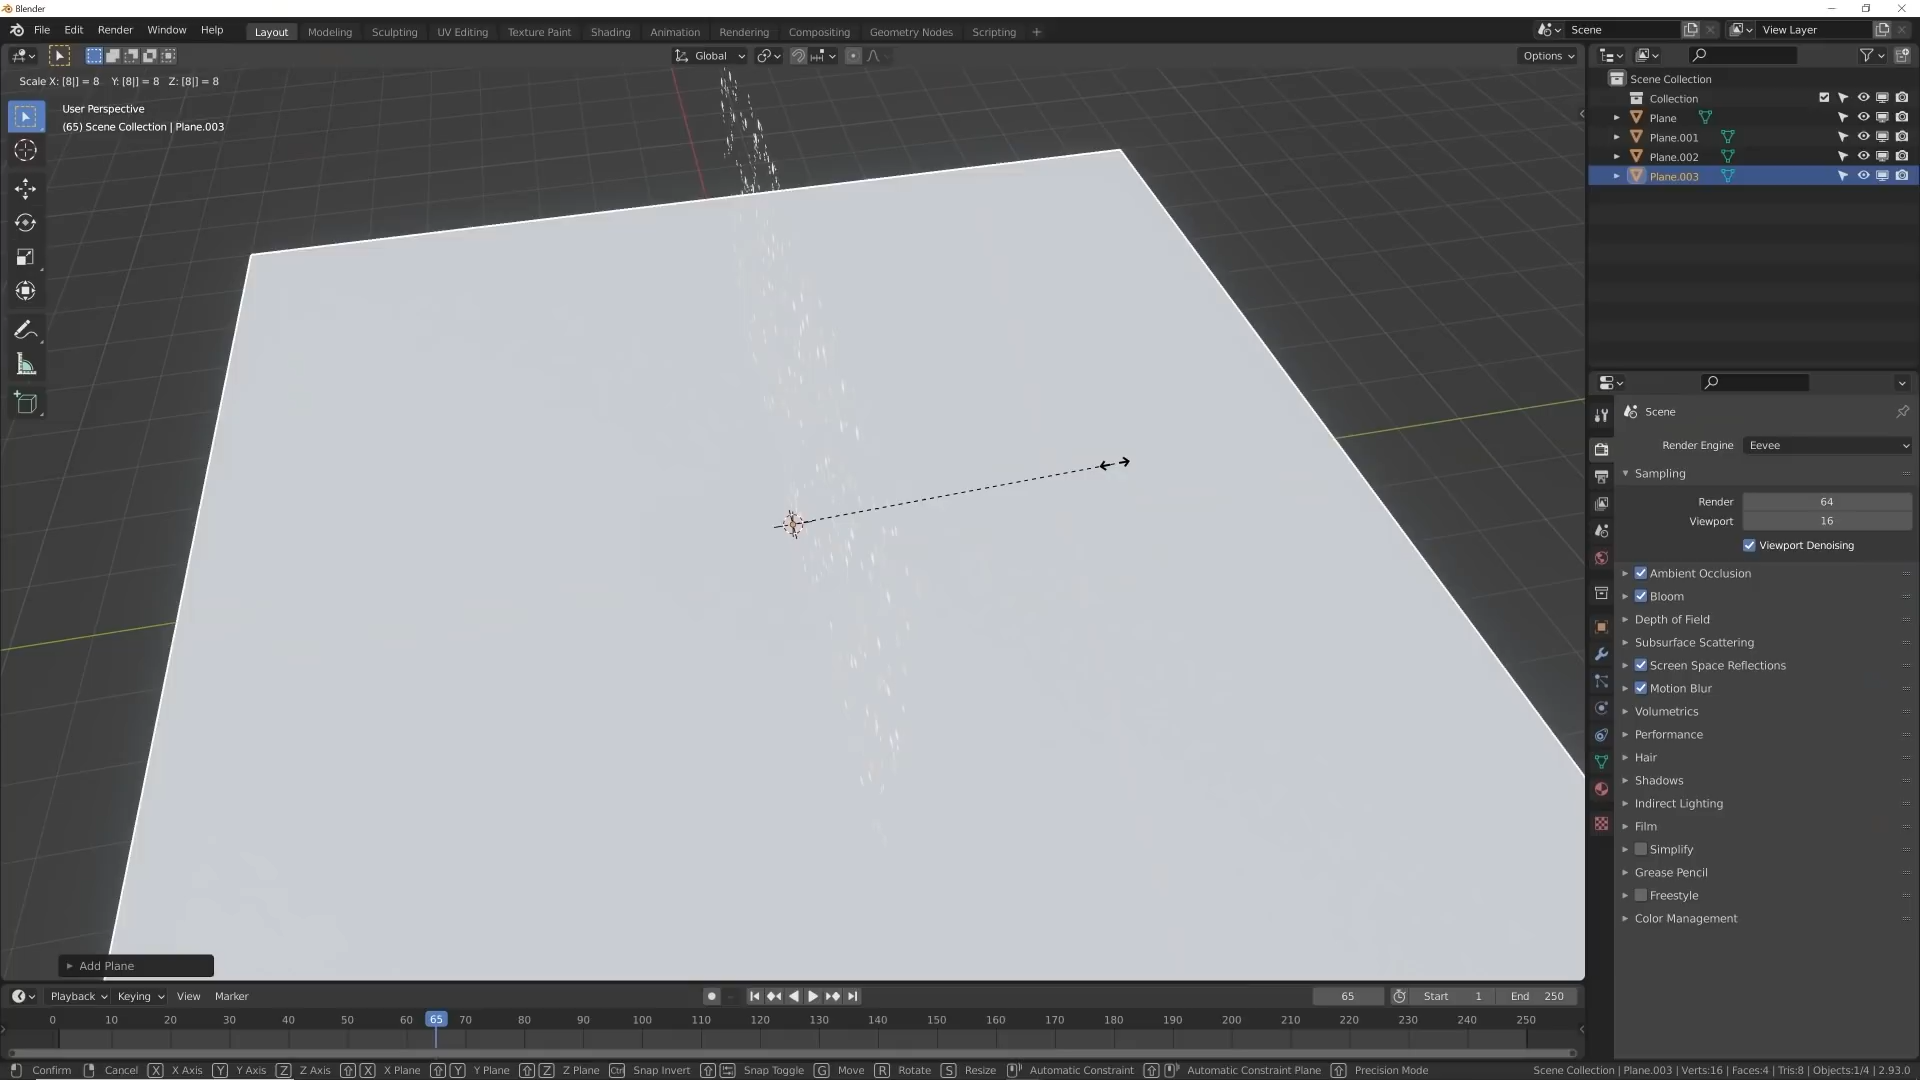 Blender
File Edit Render Window Help Layout Modeling Sculpting UV Editing Texture Paint Shading Animation Rendering Compositing Geometry Nodes Scripting + Scene View Layer
Global Options
Scale X: [8|] = 8 Y: [8|] = 8 Z: [8|] = 8
User Perspective
(65) Scene Collection | Plane.003
Scene Collection
Collection
Plane
Plane.001
Plane.002
Plane.003
Scene
Render Engine Eevee
Sampling
Render 64
Viewport 16
Viewport Denoising
Ambient Occlusion
Bloom
Depth of Field
Subsurface Scattering
Screen Space Reflections
Motion Blur
Volumetrics
Performance
Hair
Shadows
Indirect Lighting
Film
Simplify
Grease Pencil
Freestyle
Color Management
Add Plane
Playback Keying View Marker 65 Start 1 End 250
0 10 20 30 40 50 60 65 70 80 90 100 110 120 130 140 150 160 170 180 190 200 210 220 230 240 250
Confirm Cancel X X Axis Y Y Axis Z Z Axis X X Plane Y Y Plane Z Z Plane Ctrl Snap Invert Snap Toggle G Move R Rotate S Resize Automatic Constraint Automatic Constraint Plane Precision Mode Scene Collection | Plane.003 | Verts:16 | Faces:4 | Tris:8 | Objects:1/4 | 2.93.0